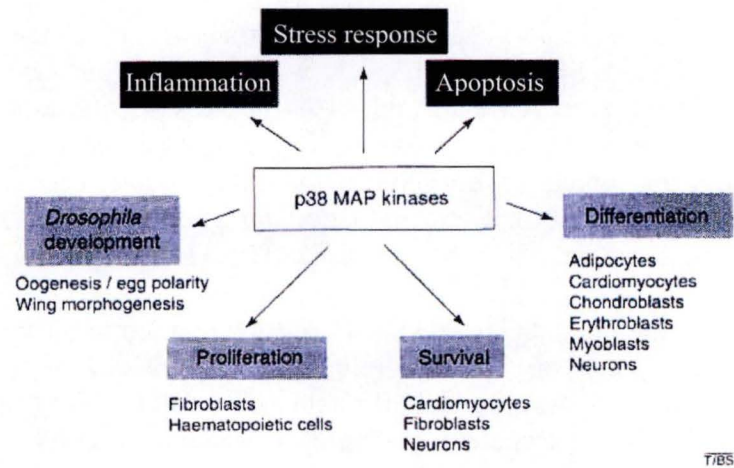 Stress response
Inflammation
Apoptosis
p38 MAP kinases
Drosophila
development
Oogenesis / egg polarity
Wing morphogenesis
Differentiation
Adipocytes
Cardiomyocytes
Chondroblasts
Erythroblasts
Myoblasts
Neurons
Proliferation
Fibroblasts
Haematopoietic cells
Survival
Cardiomyocytes
Fibroblasts
Neurons
TiBS